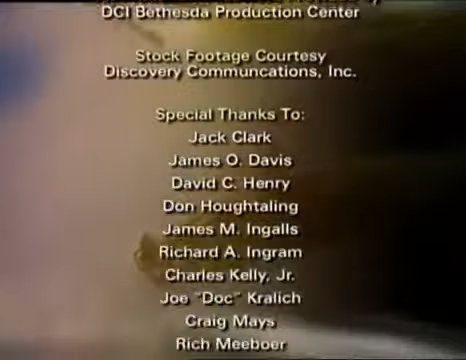 DCI Bethesda Production Center
Stock Footage Courtesy
Discovery Communcations, Inc.
Special Thanks To:
Jack Clark
James O. Davis
David C. Henry
Don Houghtaling
James M. Ingalls
Richard A. Ingram
Charles Kelly, Jr.
Joe "Doc" Kralich
Craig Mays
Rich Meeboer